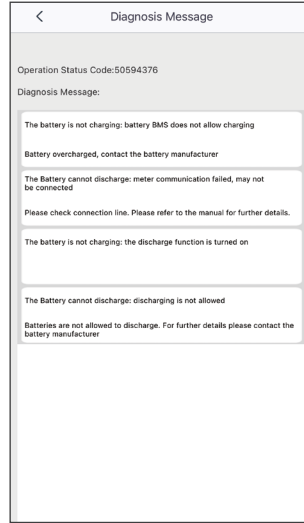 Diagnosis Message
Operation Status Code:50594376
Diagnosis Message:
The battery is not charging: battery BMS does not allow charging
Battery overcharged, contact the battery manufacturer
The Battery cannot discharge: meter communication failed, may not
be connected
Please check connection line. Please refer to the manual for further details.
The battery is not charging: the discharge function is turned on
The Battery cannot discharge: discharging is not allowed
Batteries are not allowed to discharge. For further details please contact the
battery manufacturer